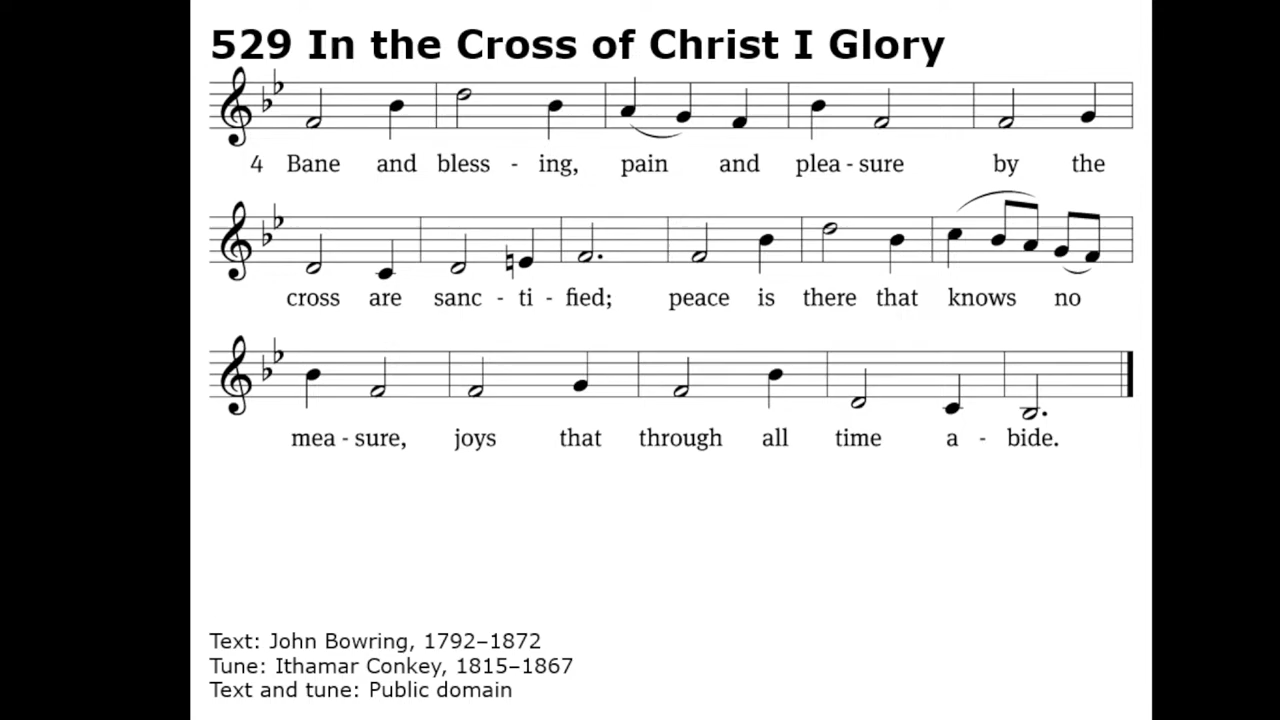 529 In the Cross of Christ I Glory
4 Bane and bless - ing, pain and plea - sure by the
cross are sanc - ti - fied; peace is there that knows no
mea - sure, joys that through all time a - bide.
Text: John Bowring, 1792–1872
Tune: Ithamar Conkey, 1815–1867
Text and tune: Public domain